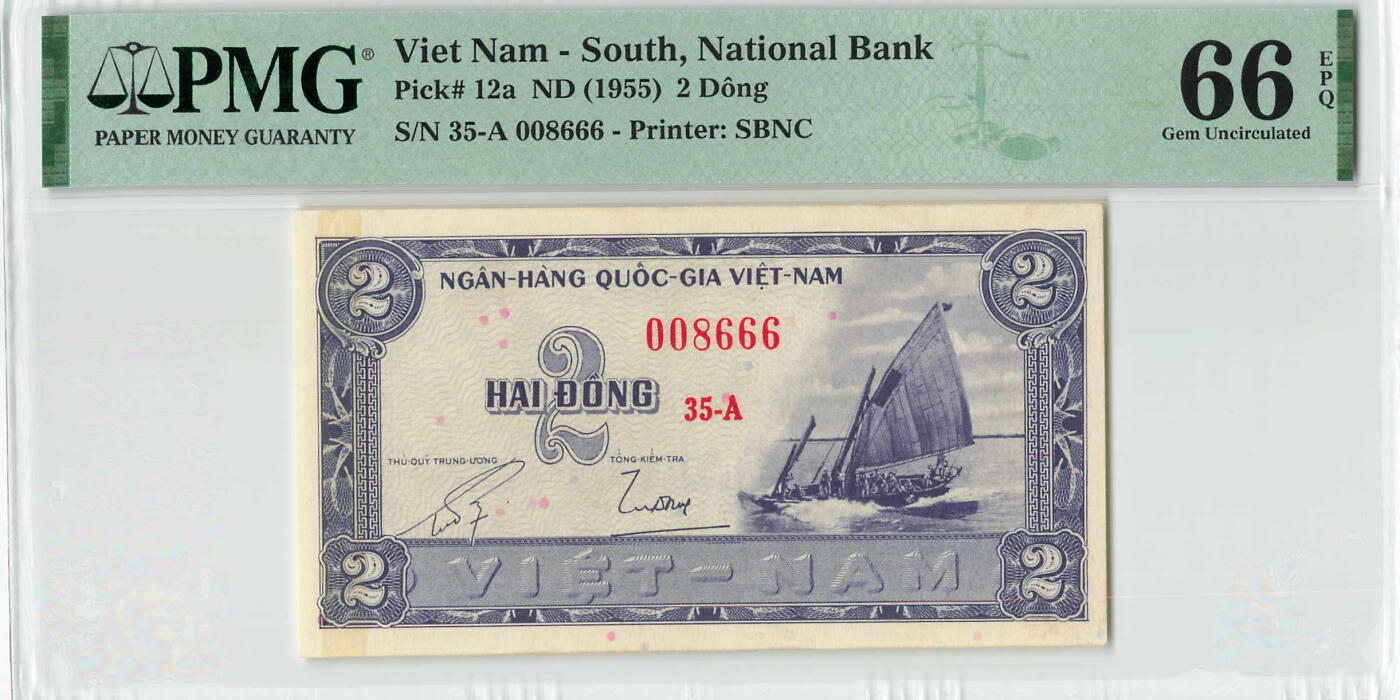 PMG®
PAPER MONEY GUARANTY
Viet Nam - South, National Bank
Pick# 12a ND (1955) 2 Dông
S/N 35-A 008666 - Printer: SBNC
66
EPQ
Gem Uncirculated
2
2
NGÂN-HÀNG QUỐC-GIA VIỆT-NAM
008666
2
HAI ĐỒNG
35-A
THỦ-QUỸ TRUNG-ƯƠNG
TỔNG-KIỂM-TRA
VIỆT-NAM
2
2